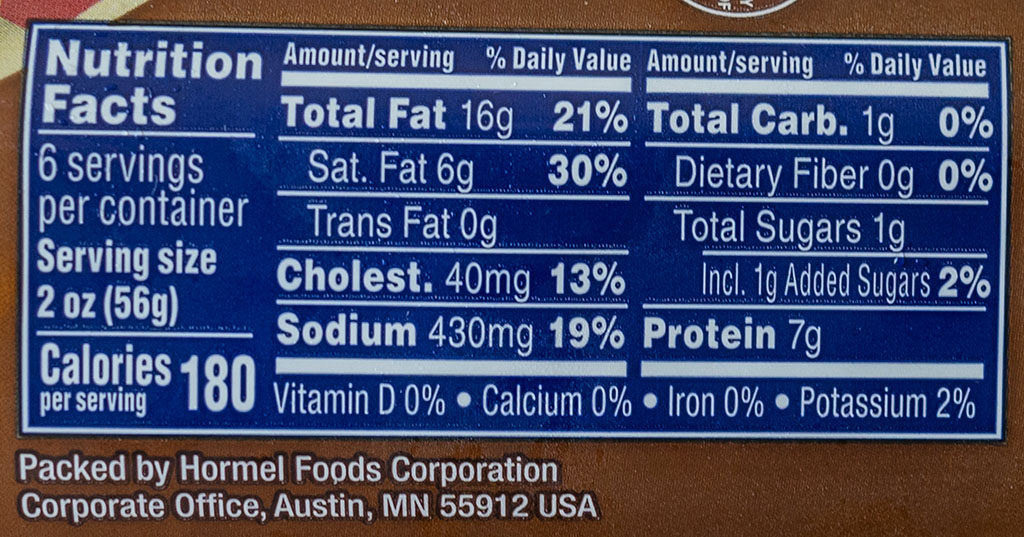 Nutrition
Facts
6 servings
per container
Serving size
2 oz (56g)
Calories 180
per serving
Amount/serving % Daily Value
Total Fat 16g 21%
Sat. Fat 6g 30%
Trans Fat 0g
Cholest. 40mg 13%
Sodium 430mg 19%
Amount/serving % Daily Value
Total Carb. 1g 0%
Dietary Fiber 0g 0%
Total Sugars 1g
Incl. 1g Added Sugars 2%
Protein 7g
Vitamin D 0% • Calcium 0% • Iron 0% • Potassium 2%
Packed by Hormel Foods Corporation
Corporate Office, Austin, MN 55912 USA